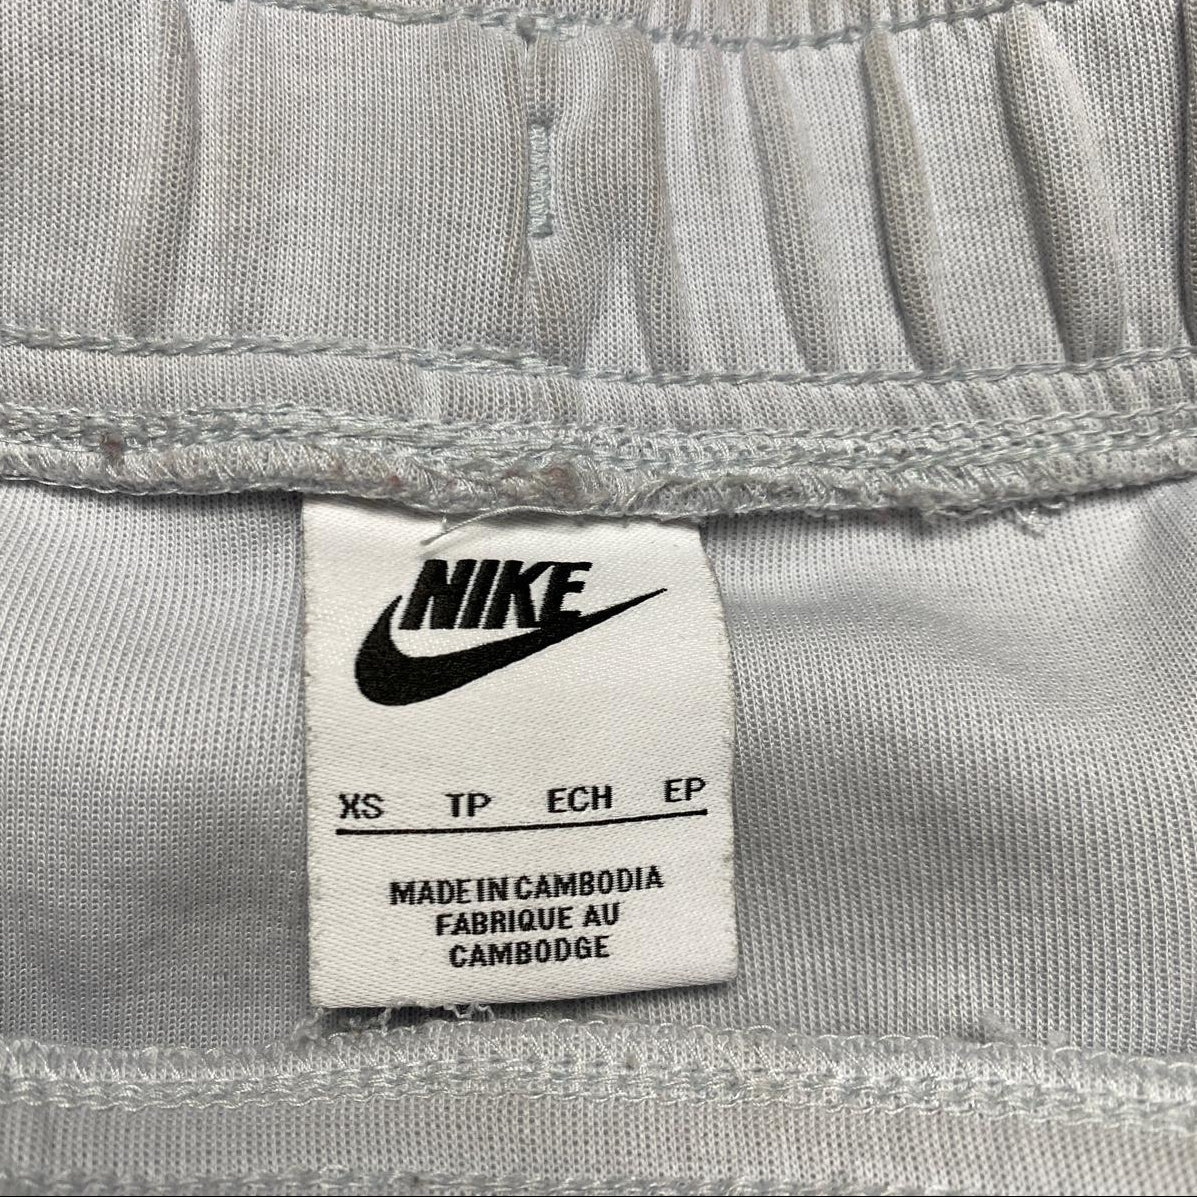 NIKE
XS TP ECH EP
MADE IN CAMBODIA
FABRIQUE AU
CAMBODGE